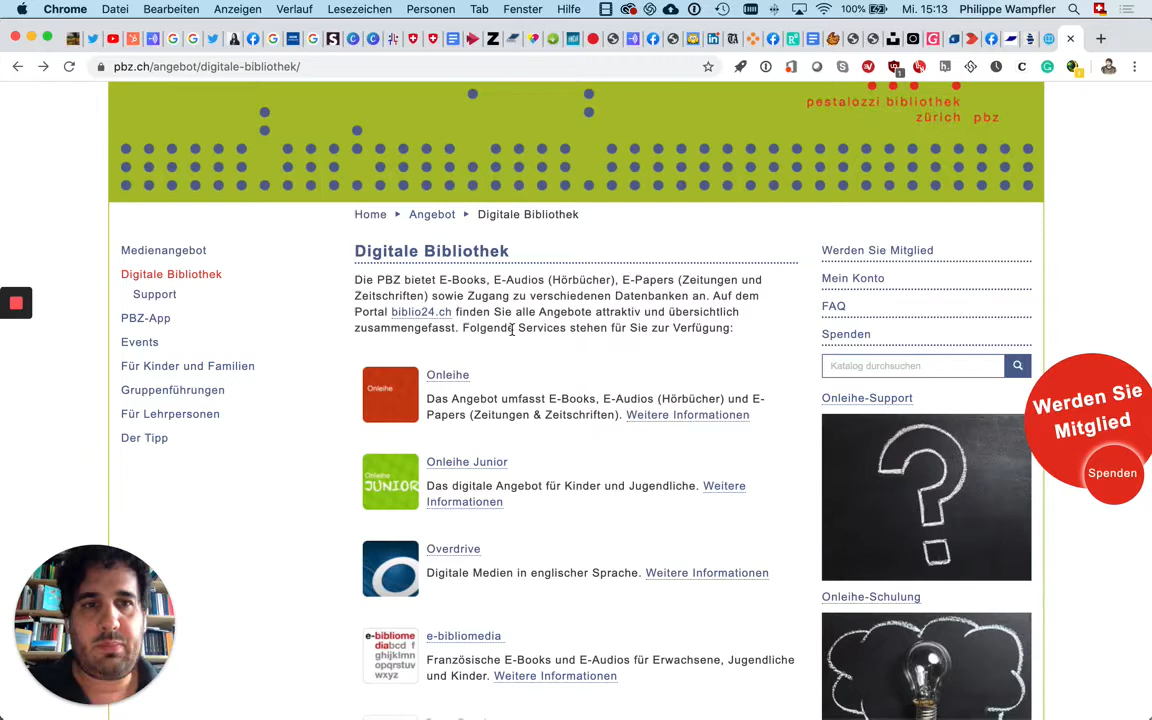 Chrome Datei Bearbeiten Anzeigen Verlauf Lesezeichen Personen Tab Fenster Hilfe 100% Mi. 15:13 Philippe Wampfler
pbz.ch/angebot/digitale-bibliothek/
pestalozzi bibliothek
zürich pbz
Home Angebot Digitale Bibliothek
Medienangebot
Digitale Bibliothek
Support
PBZ-App
Events
Für Kinder und Familien
Gruppenführungen
Für Lehrpersonen
Der Tipp
Digitale Bibliothek
Die PBZ bietet E-Books, E-Audios (Hörbücher), E-Papers (Zeitungen und
Zeitschriften) sowie Zugang zu verschiedenen Datenbanken an. Auf dem
Portal biblio24.ch finden Sie alle Angebote attraktiv und übersichtlich
zusammengefasst. Folgende Services stehen für Sie zur Verfügung:
Onleihe
Onleihe
Das Angebot umfasst E-Books, E-Audios (Hörbücher) und E-
Papers (Zeitungen & Zeitschriften). Weitere Informationen
Onleihe
JUNIOR
Onleihe Junior
Das digitale Angebot für Kinder und Jugendliche. Weitere
Informationen
Overdrive
Digitale Medien in englischer Sprache. Weitere Informationen
e-bibliome
diabcd f
ghijklmn
opqrstuv
wxyz
e-bibliomedia
Französische E-Books und E-Audios für Erwachsene, Jugendliche
und Kinder. Weitere Informationen
Werden Sie Mitglied
Mein Konto
FAQ
Spenden
Katalog durchsuchen
Onleihe-Support
Onleihe-Schulung
Werden Sie
Mitglied
Spenden